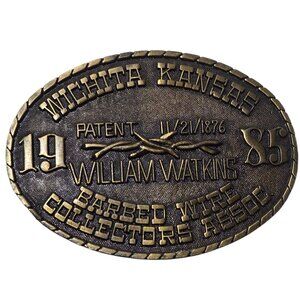 WICHITA KANSAS
PATENT 11/21/1876
19 85
WILLIAM WATKINS
BARBED WIRE
COLLECTORS ASSOC